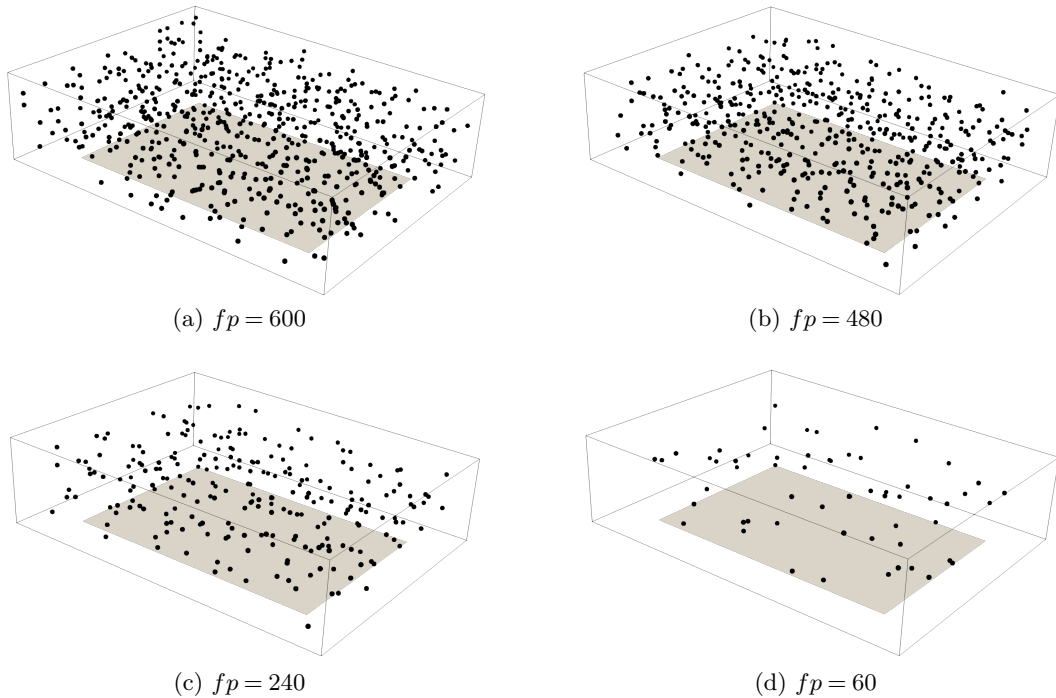 (a) fp = 600
(b) fp = 480
(c) fp = 240
(d) fp = 60